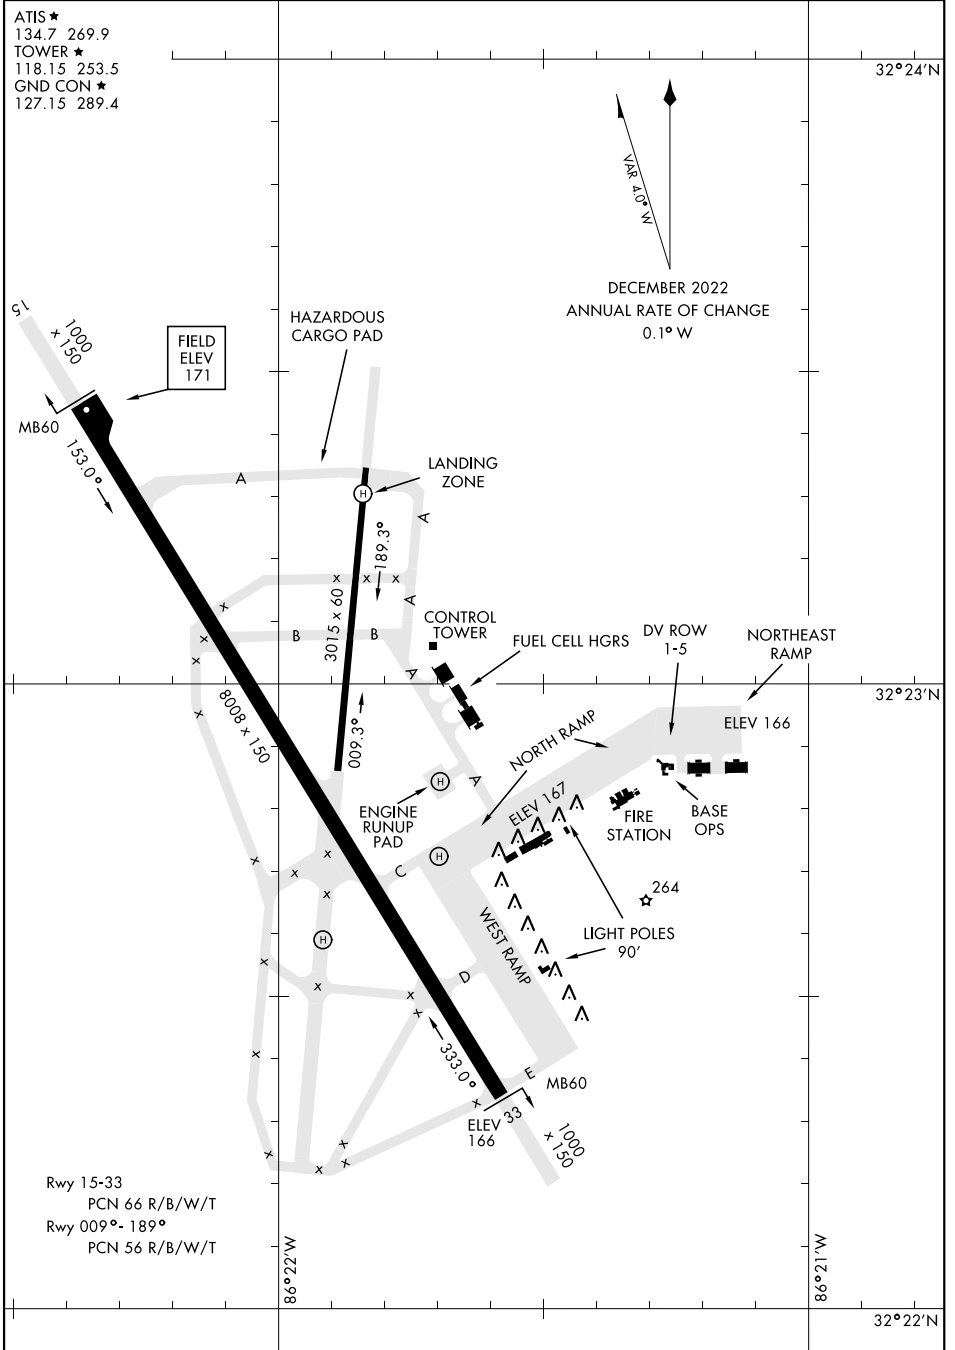 ATIS ★
134.7 269.9
TOWER ★
118.15 253.5
GND CON ★
127.15 289.4
32°24'N
VAR 4.0° W
DECEMBER 2022
ANNUAL RATE OF CHANGE
0.1° W
15
1000
x 150
FIELD
ELEV
171
HAZARDOUS
CARGO PAD
MB60
153.0°
A
H
LANDING
ZONE
A
189.3°
x x x
A
x
3015 x 60
B
B
x
x
CONTROL
TOWER
FUEL CELL HGRS
DV ROW
1-5
NORTHEAST
RAMP
A
32°23'N
8008 x 150
x
009.3°
NORTH RAMP
ELEV 166
H
A
ENGINE
RUNUP
PAD
ELEV 167
FIRE
STATION
BASE
OPS
H
C
x
x
x
x
264
WEST RAMP
LIGHT POLES
90'
H
x
x
D
x
x
x
333.0°
E
MB60
x
ELEV
166
33
1000
x 150
x
x
x
x
Rwy 15-33
PCN 66 R/B/W/T
Rwy 009°- 189°
PCN 56 R/B/W/T
86°22'W
86°21'W
32°22'N